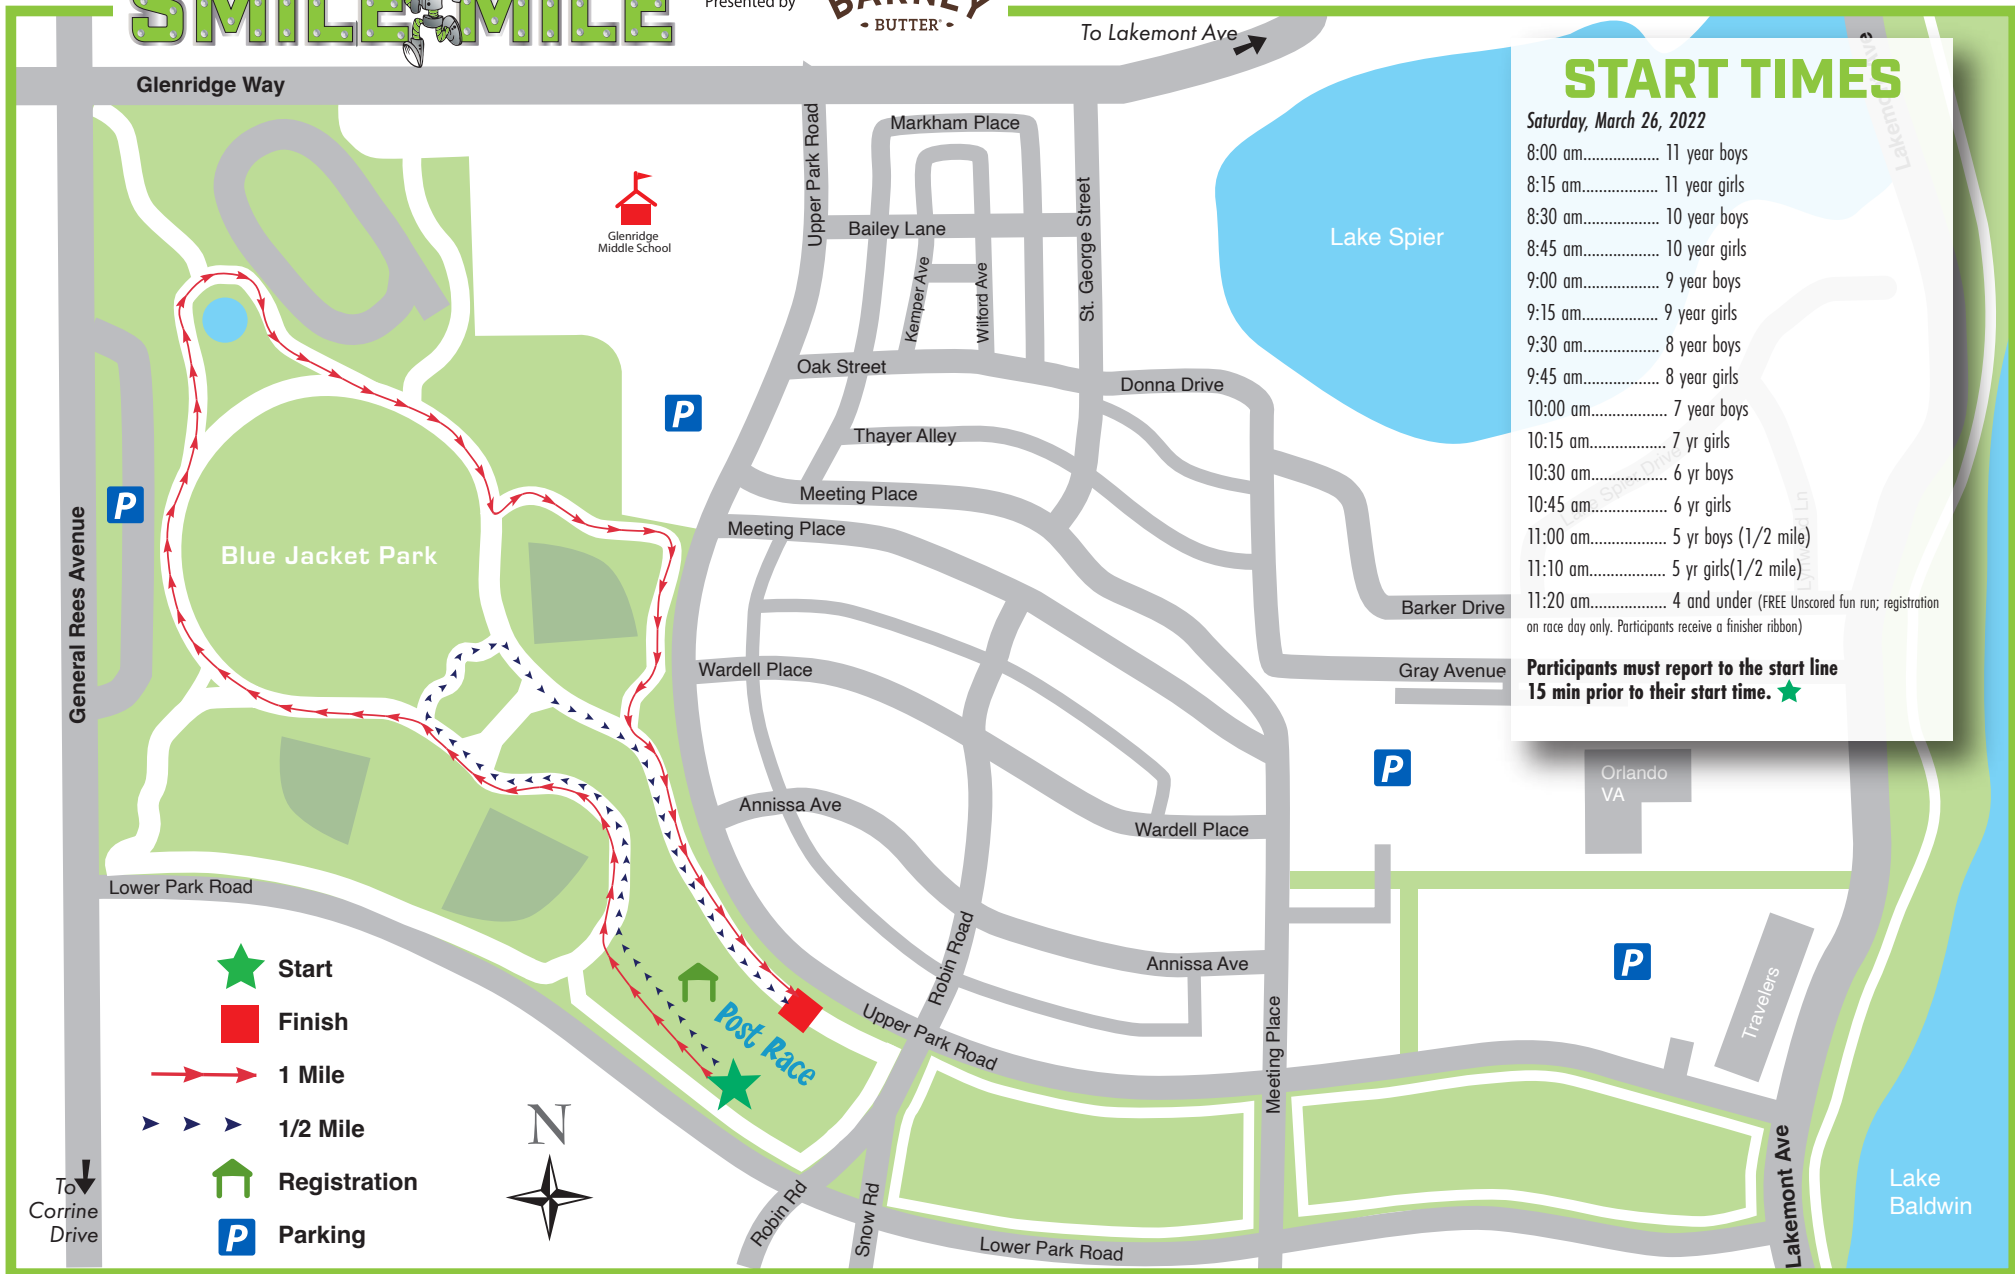 SMILE MILE
Presented by
BARNEY
• BUTTER •
To Lakemont Ave
Glenridge Way
START TIMES
Saturday, March 26, 2022
8:00 am.................. 11 year boys
8:15 am.................. 11 year girls
8:30 am.................. 10 year boys
8:45 am.................. 10 year girls
9:00 am.................. 9 year boys
9:15 am.................. 9 year girls
9:30 am.................. 8 year boys
9:45 am.................. 8 year girls
10:00 am.................. 7 year boys
10:15 am.................. 7 yr girls
10:30 am.................. 6 yr boys
10:45 am.................. 6 yr girls
11:00 am.................. 5 yr boys (1/2 mile)
11:10 am.................. 5 yr girls(1/2 mile)
11:20 am.................. 4 and under (FREE Unscored fun run; registration
on race day only. Participants receive a finisher ribbon)
Participants must report to the start line
15 min prior to their start time.
Markham Place
Upper Park Road
Glenridge
Middle School
Bailey Lane
St. George Street
Lake Spier
Kemper Ave
Wilford Ave
Oak Street
Donna Drive
P
Thayer Alley
Lake Spier Drive
Meeting Place
P
Meeting Place
Blue Jacket Park
General Rees Avenue
Barker Drive
Wardell Place
Gray Avenue
P
Orlando
VA
Annissa Ave
Wardell Place
Lower Park Road
Robin Road
Annissa Ave
P
Travelers
Start
Finish
1 Mile
1/2 Mile
Registration
P Parking
Post Race
Upper Park Road
Meeting Place
N
To
Corrine
Drive
Robin Rd
Snow Rd
Lower Park Road
Lakemont Ave
Lake
Baldwin